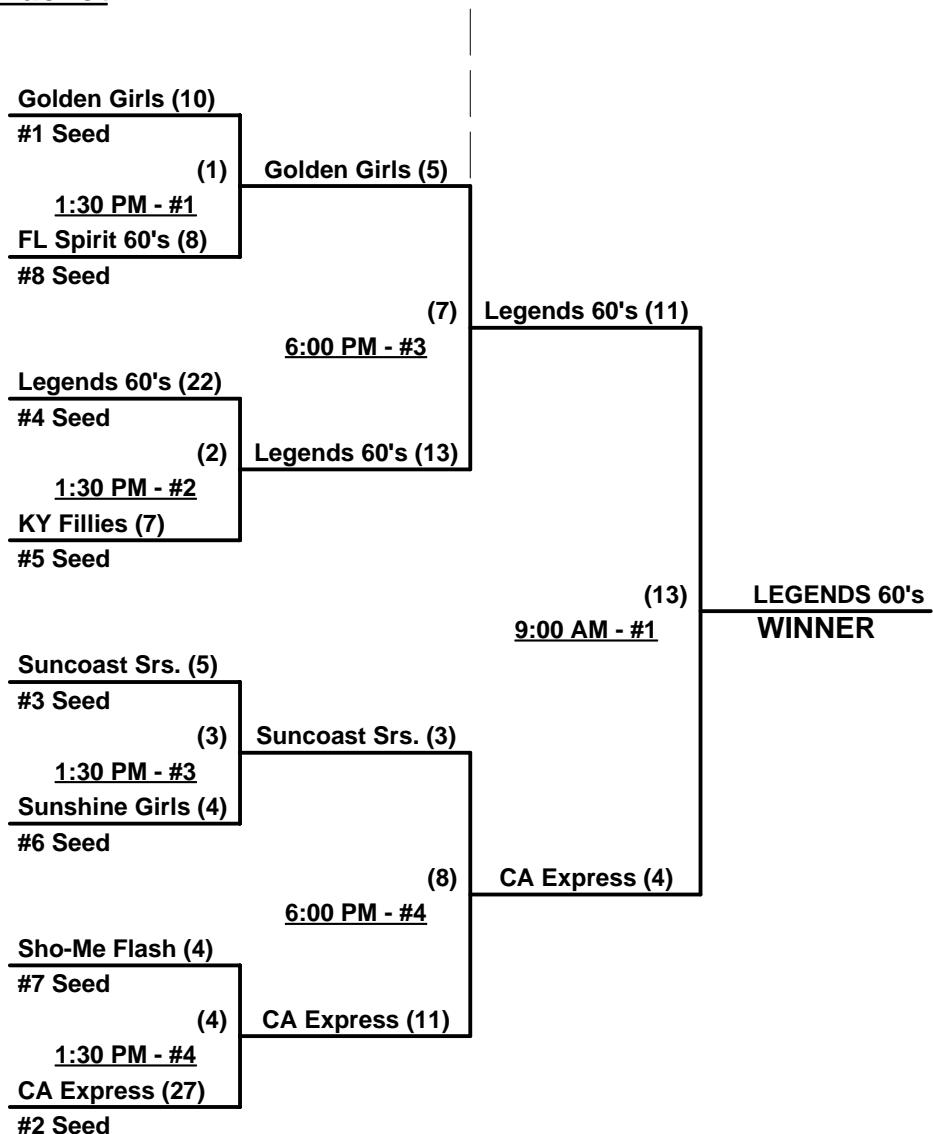 Golden Girls (10)
#1 Seed
(1)
Golden Girls (5)
1:30 PM - #1
FL Spirit 60's (8)
#8 Seed
(7)
Legends 60's (11)
6:00 PM - #3
Legends 60's (22)
#4 Seed
(2)
Legends 60's (13)
1:30 PM - #2
KY Fillies (7)
#5 Seed
(13)
LEGENDS 60's
9:00 AM - #1
WINNER
Suncoast Srs. (5)
#3 Seed
(3)
Suncoast Srs. (3)
1:30 PM - #3
Sunshine Girls (4)
#6 Seed
(8)
CA Express (4)
6:00 PM - #4
Sho-Me Flash (4)
#7 Seed
(4)
CA Express (11)
1:30 PM - #4
CA Express (27)
#2 Seed